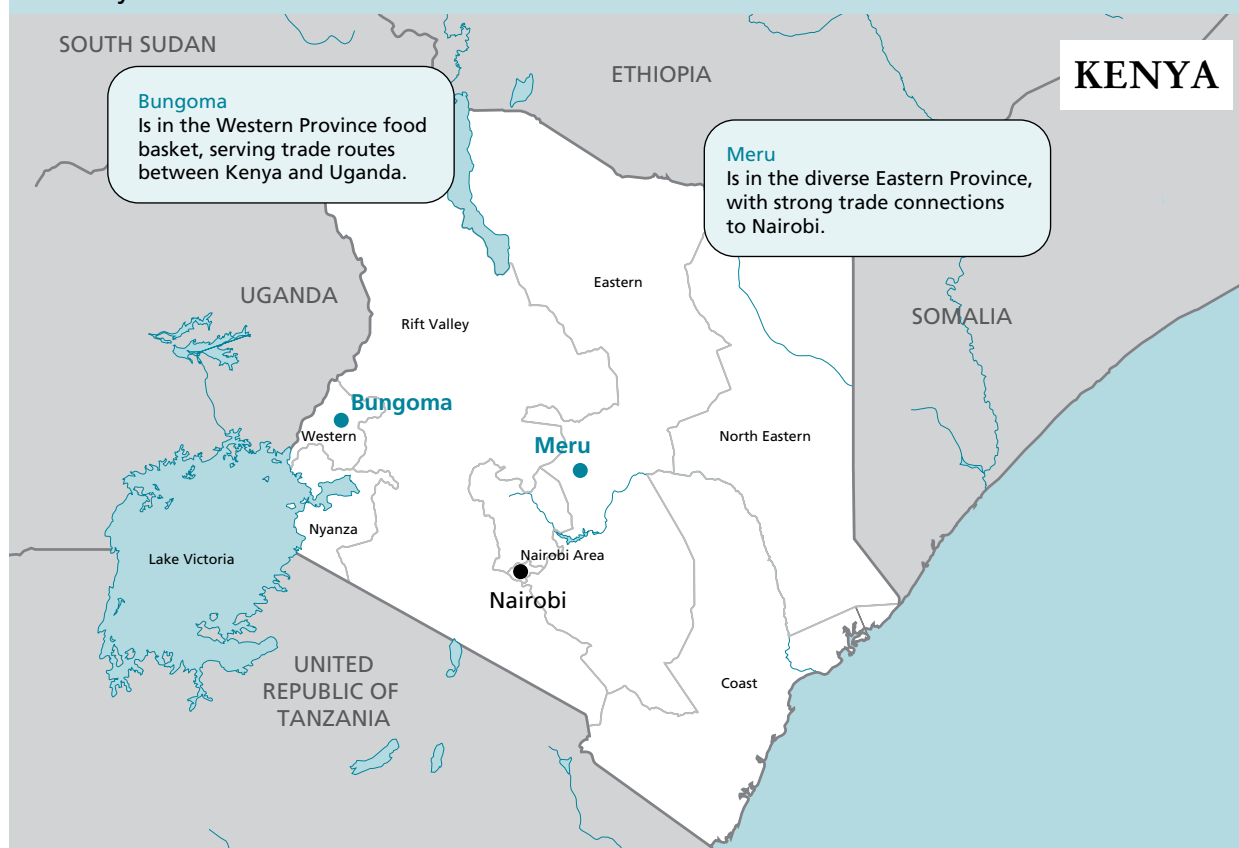 SOUTH SUDAN
ETHIOPIA
KENYA
Bungoma
Is in the Western Province food
basket, serving trade routes
between Kenya and Uganda.
Meru
Is in the diverse Eastern Province,
with strong trade connections
to Nairobi.
Eastern
UGANDA
Rift Valley
SOMALIA
Bungoma
Western
North Eastern
Meru
Nyanza
Lake Victoria
Nairobi Area
Nairobi
UNITED
REPUBLIC OF
TANZANIA
Coast